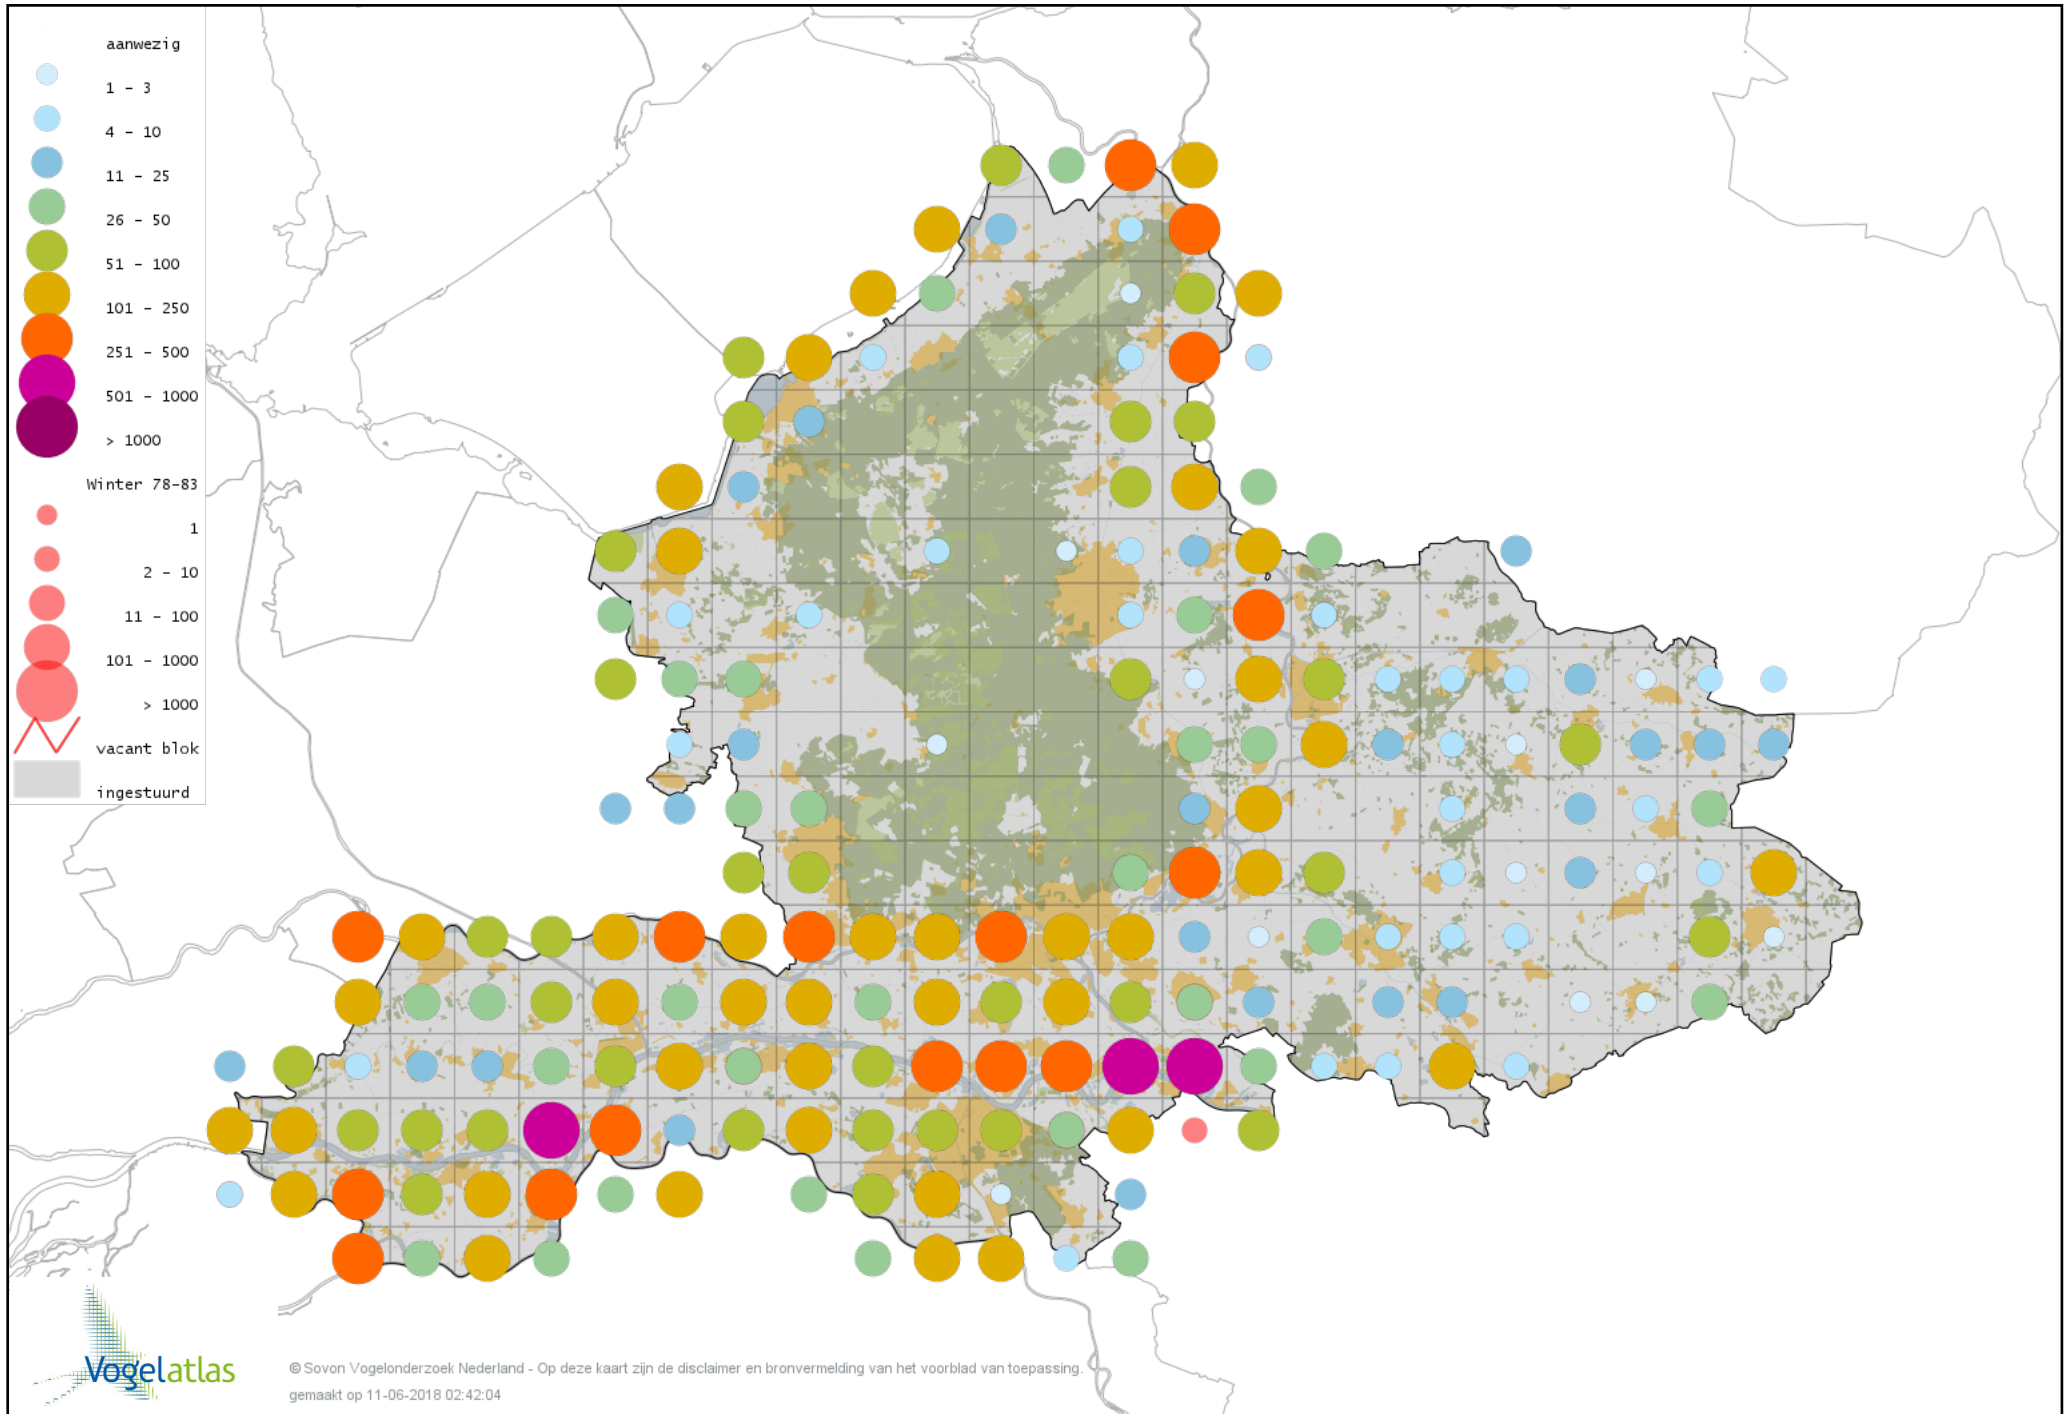 aanwezig
1 - 3
4 - 10
11 - 25
26 - 50
51 - 100
101 - 250
251 - 500
501 - 1000
> 1000
Winter 78-83
1
2 - 10
11 - 100
101 - 1000
> 1000
vacant blok
ingestuurd
Vogelatlas
© Sovon Vogelonderzoek Nederland - Op deze kaart zijn de disclaimer en bronvermelding van het voorblad van toepassing.
gemaakt op 11-06-2018 02:42:04